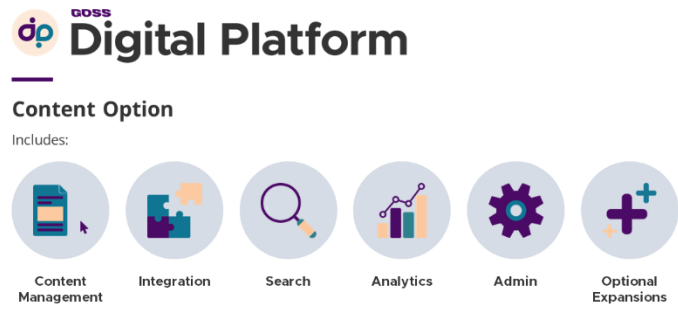 GOSS
Digital Platform
Content Option
Includes:
Content
Management
Integration
Search
Analytics
Admin
Optional
Expansions